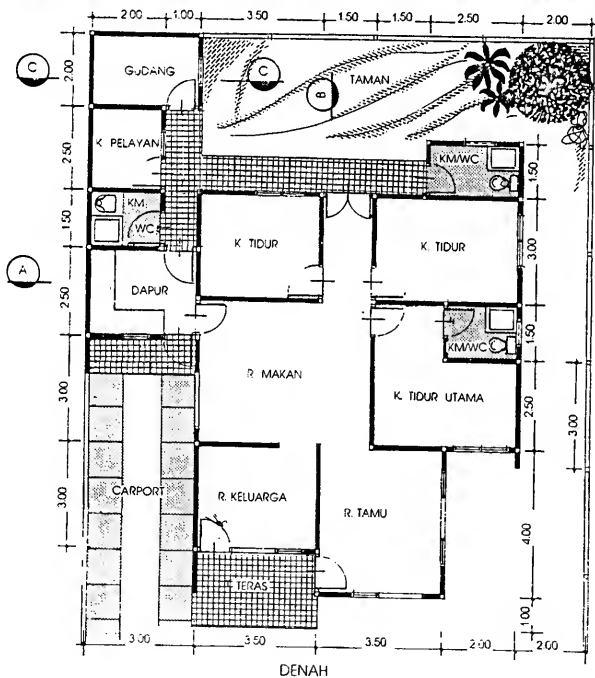 2.00 1.00 3.50 1.50 1.50 2.50 2.00
C
2.00
GUDANG
C
TAMAN
B
2.50
K. PELAYAN
KM/WC
1.50
1.50
KM.
WC
K. TIDUR
K. TIDUR
3.00
A
2.50
DAPUR
KM/WC
1.50
3.00
R. MAKAN
K. TIDUR UTAMA
2.50
3.00
3.00
CARPORT
R. KELUARGA
R. TAMU
4.00
TERAS
1.00
3.00 3.50 3.50 2.00 2.00
DENAH